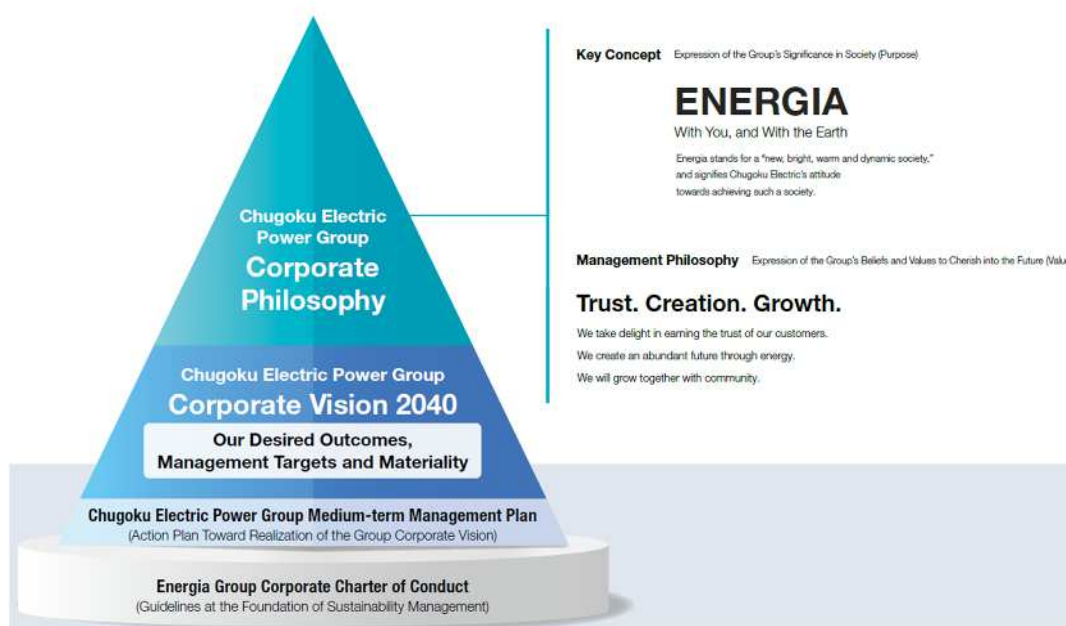 Chugoku Electric
Power Group
Corporate
Philosophy
Chugoku Electric Power Group
Corporate Vision 2040
Our Desired Outcomes,
Management Targets and Materiality
Chugoku Electric Power Group Medium-term Management Plan
(Action Plan Toward Realization of the Group Corporate Vision)
Energia Group Corporate Charter of Conduct
(Guidelines at the Foundation of Sustainability Management)
Key Concept Expression of the Group's Significance in Society (Purpose)
ENERGIA
With You, and With the Earth
Energia stands for a “new, bright, warm and dynamic society,”
and signifies Chugoku Electric's attitude
towards achieving such a society.
Management Philosophy Expression of the Group's Beliefs and Values to Cherish into the Future
Trust. Creation. Growth.
We take delight in earning the trust of our customers.
We create an abundant future through energy.
We will grow together with community.